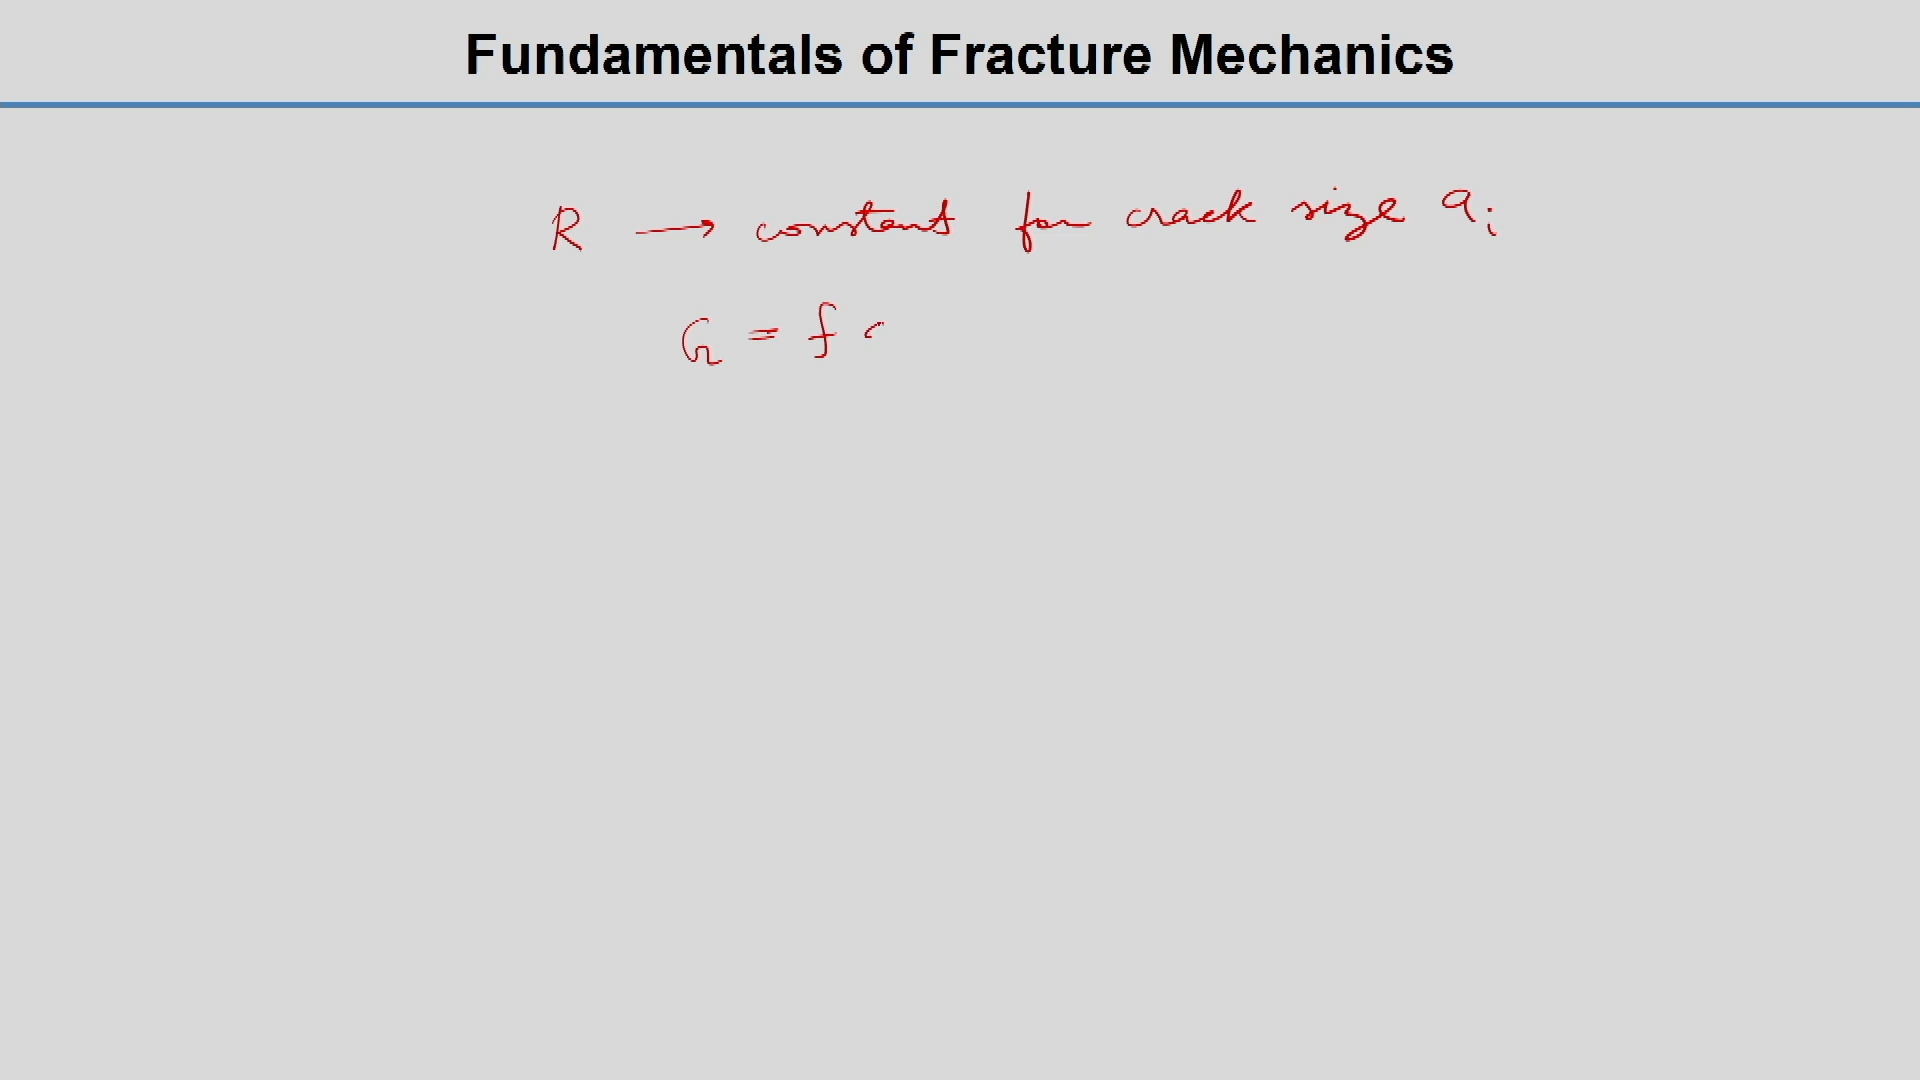 Fundamentals of Fracture Mechanics
R → constant for crack size aᵢ
G = f